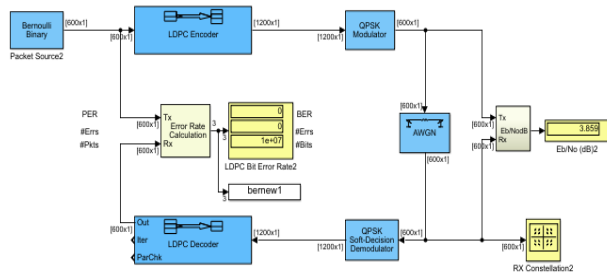 Bernoulli
Binary
Packet Source2
[600x1]
[600x1]
LDPC Encoder
[1200x1]
[1200x1]
QPSK
Modulator
[600x1]
[600x1]
AWGN
[600x1]
Tx
Eb/NodB
Rx
[600x1]
3.859
Eb/No (dB)2
PER
#Errs
#Pkts
[600x1]
Tx
Error Rate
Calculation
Rx
[600x1]
3
3
0
0
1e+07
LDPC Bit Error Rate2
BER
#Errs
#Bits
3
bernew1
Out
[600x1]
Iter
ParChk
LDPC Decoder
[1200x1]
[1200x1]
QPSK
Soft-Decision
Demodulator
[600x1]
[600x1]
RX Constellation2